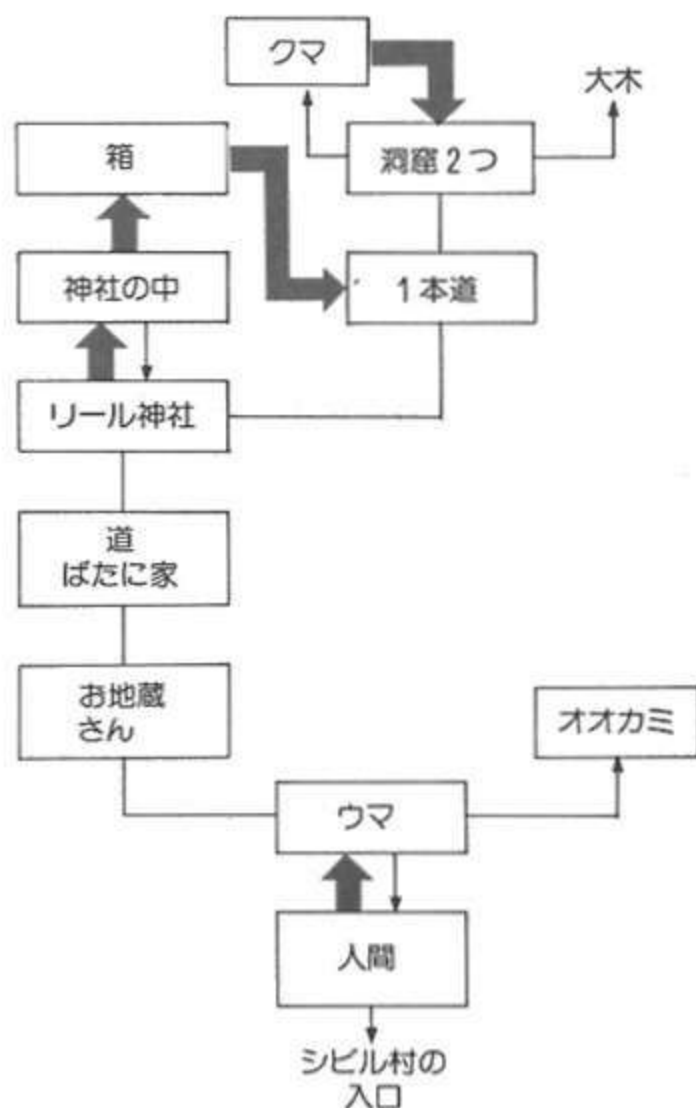 クマ
大木
箱
洞窟2つ
神社の中
1本道
リール神社
道
ばたに家
お地蔵
さん
オオカミ
ウマ
人間
シビル村の
入口